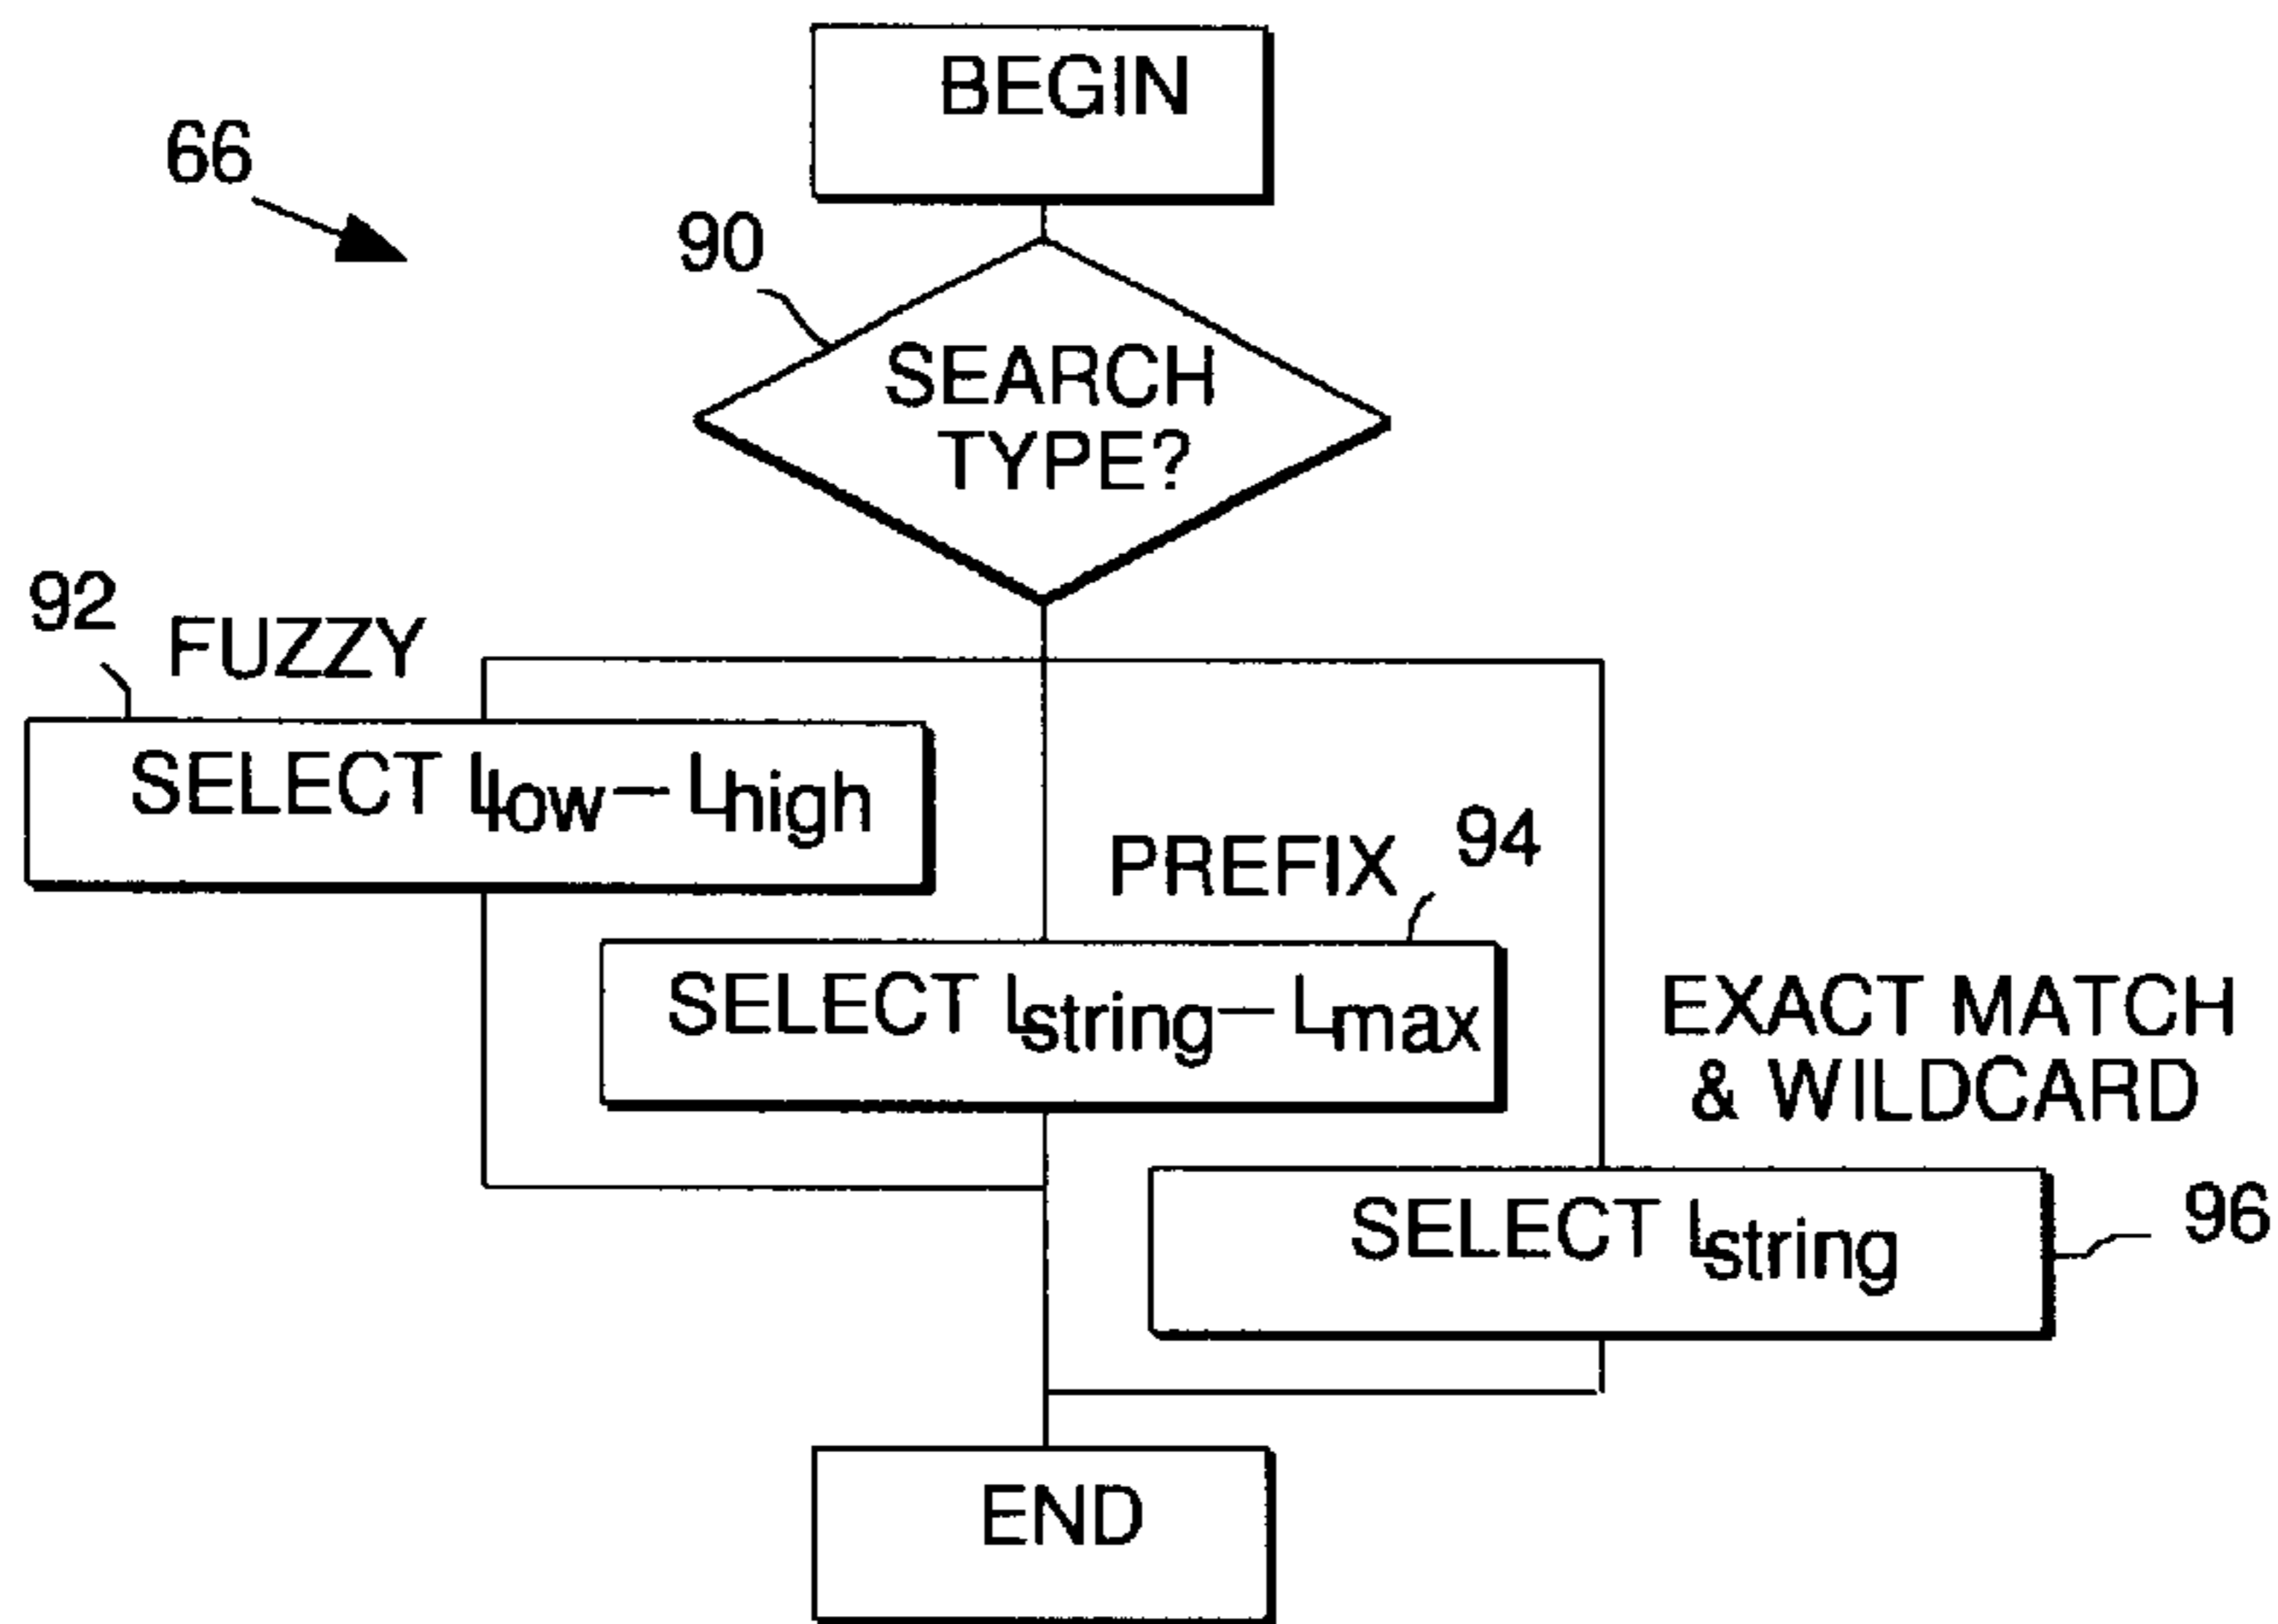 BEGIN
66
90
SEARCH
TYPE?
92
FUZZY
SELECT Llow – Lhigh
PREFIX
94
SELECT Lstring – Lmax
EXACT MATCH
& WILDCARD
SELECT Lstring
96
END